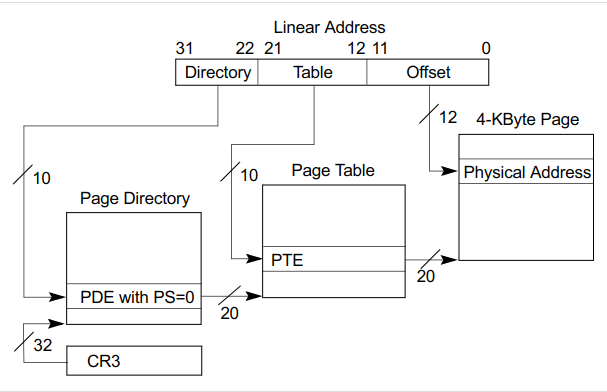 Linear Address
31 22 21 12 11 0
Directory Table Offset
12 4-KByte Page
10 10 Page Table Physical Address
Page Directory
PTE
20
PDE with PS=0
20
32
CR3